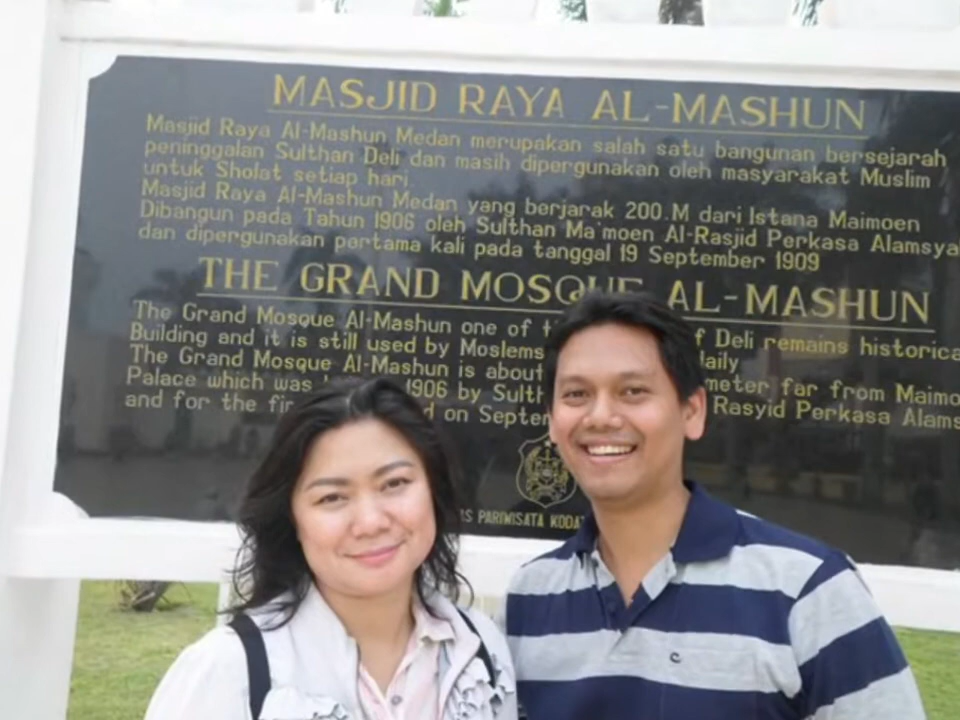 MASJID RAYA AL-MASHUN
Masjid Raya Al-Mashun Medan merupakan salah satu bangunan bersejarah
peninggalan Sulthan Deli dan masih dipergunakan oleh masyarakat Muslim
untuk Sholat setiap hari.
Masjid Raya Al-Mashun Medan yang berjarak 200.M dari Istana Maimoen
Dibangun pada Tahun 1906 oleh Sulthan Ma'moen Al-Rasjid Perkasa Alamsya
dan dipergunakan pertama kali pada tanggal 19 September 1909
THE GRAND MOSQUE AL-MASHUN
The Grand Mosque Al-Mashun one of Deli remains historica
Building and it is still used by Moslems
The Grand Mosque Al-Mashun is about meter far from Maimo
Palace which was 1906 by Sulth Rasyid Perkasa Alams
and for the fir on Septem
AS PARIWISATA KODA